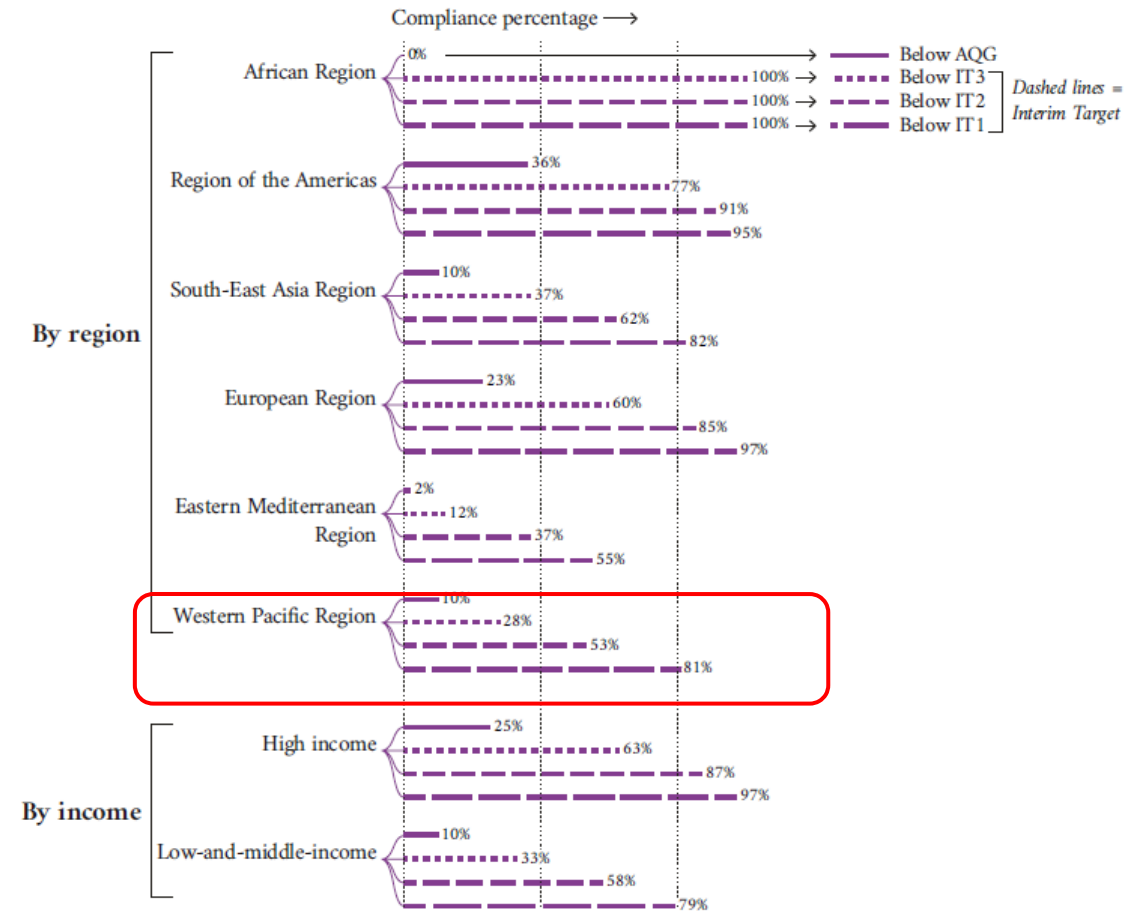 Compliance percentage →
0% → Below AQG
African Region
100% → Below IT3
100% → Below IT2
100% → Below IT1
Dashed lines =
Interim Target
By region
36%
Region of the Americas
77%
91%
95%
10%
South-East Asia Region
37%
62%
82%
23%
European Region
60%
85%
97%
2%
Eastern Mediterranean
Region
12%
37%
55%
10%
Western Pacific Region
28%
53%
81%
By income
25%
High income
63%
87%
97%
10%
Low-and-middle-income
33%
58%
79%